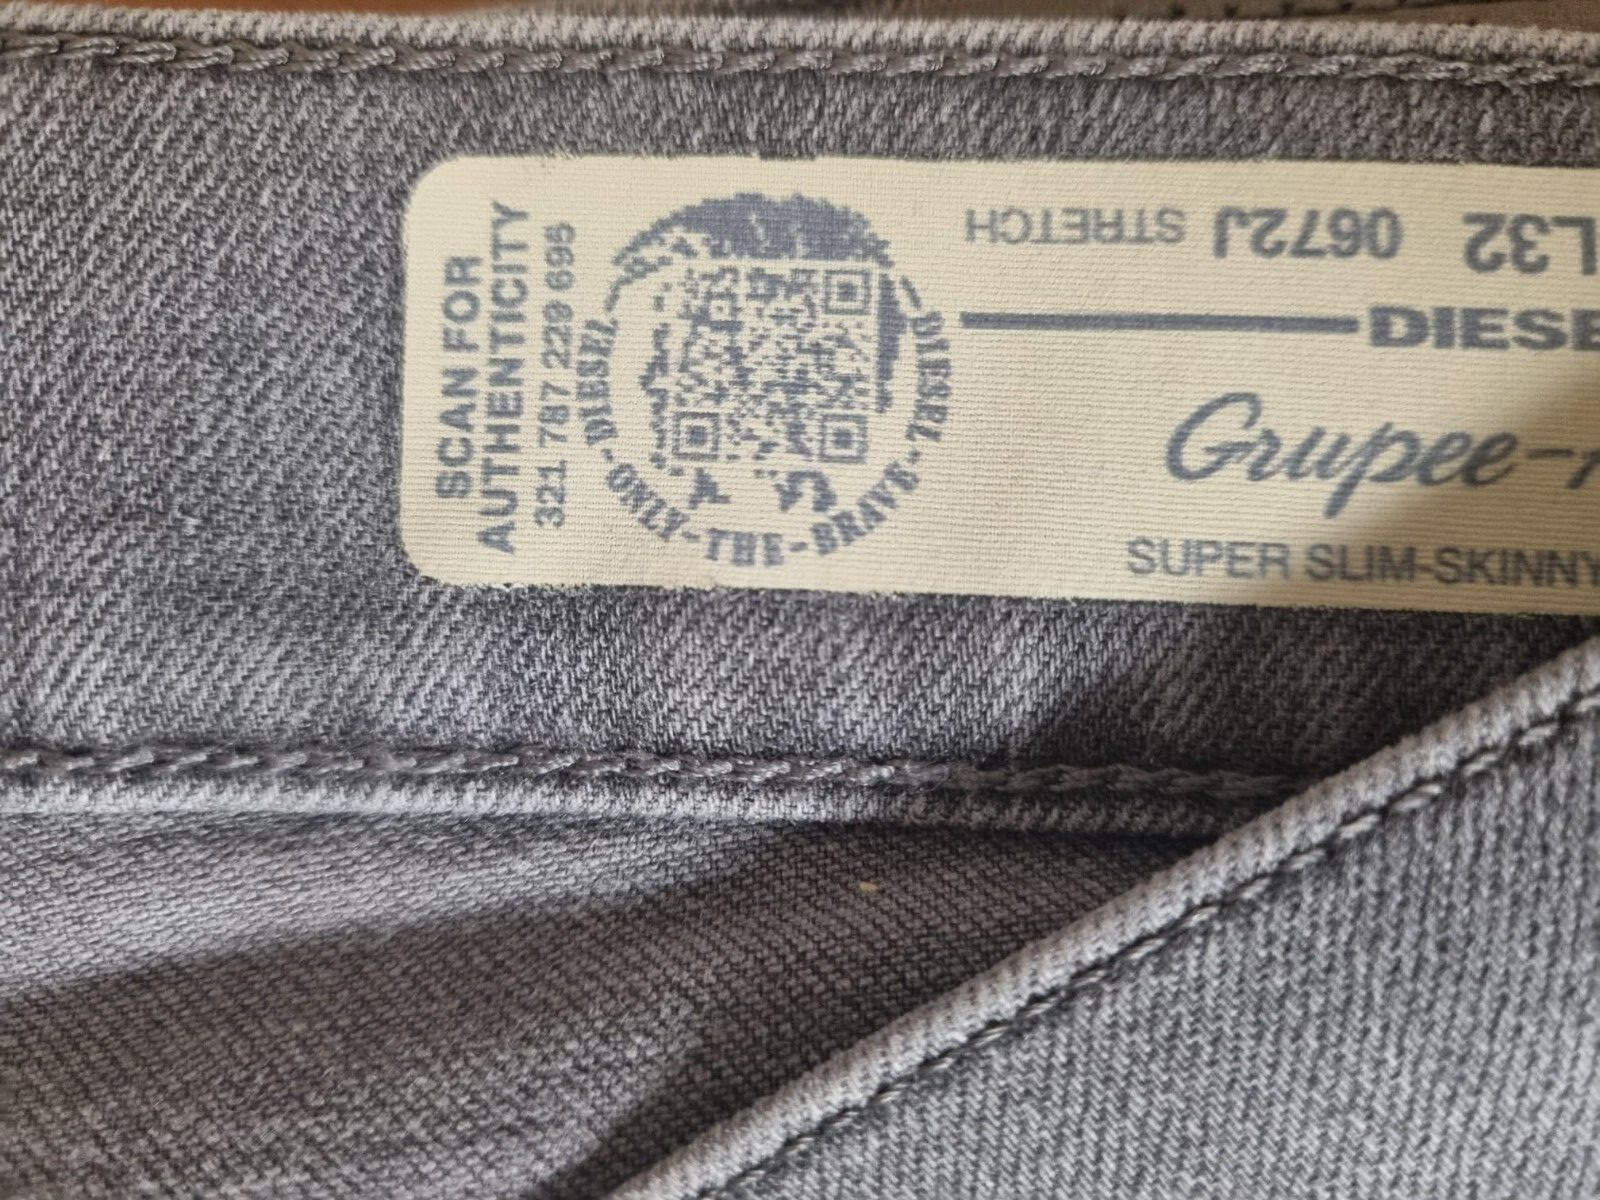 SCAN FOR
AUTHENTICITY
321 787 229 695
DIESEL-ONLY-THE-BRAVE-DIESEL
L32 0672J STRETCH
DIESE
Grupee-
SUPER SLIM-SKINNY